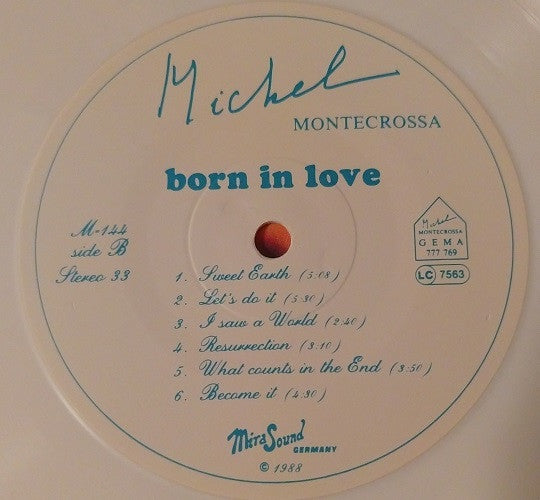 Michel
MONTECROSSA
born in love
M-144
side B
Stereo 33
Michel
MONTECROSSA
GEMA
777 769
LC 7563
1. Sweet Earth (5:08)
2. Let's do it (5:30)
3. I saw a World (2:40)
4. Resurrection (3:10)
5. What counts in the End (3:50)
6. Become it (4:30)
Mira Sound
GERMANY
© 1988